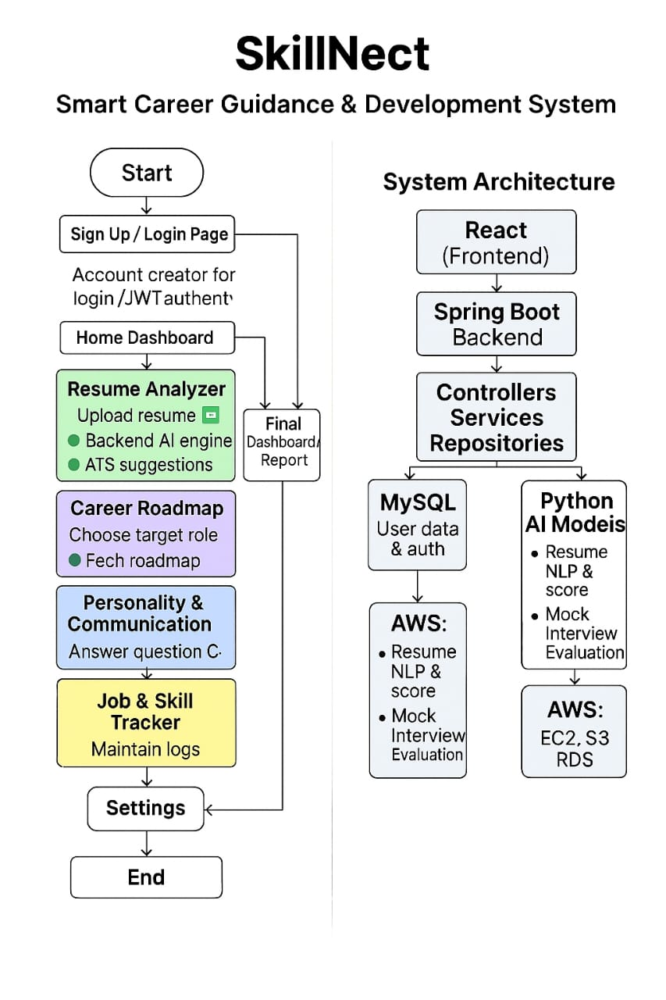 SkillNect
Smart Career Guidance & Development System
Start
Sign Up / Login Page
Account creator for
login /JWT authent
Home Dashboard
Resume Analyzer
Upload resume
Backend AI engine
ATS suggestions
Final
Dashboard/
Report
Career Roadmap
Choose target role
Fech roadmap
Personality &
Communication
Answer question C.
Job & Skill
Tracker
Maintain logs
Settings
End
System Architecture
React
(Frontend)
Spring Boot
Backend
Controllers
Services
Repositories
MySQL
User data
& auth
AWS:
• Resume
NLP &
score
• Mock
Interview
Evaluation
Python
AI Modeis
• Resume
NLP &
score
• Mock
Interview
Evaluation
AWS:
EC2, S3
RDS